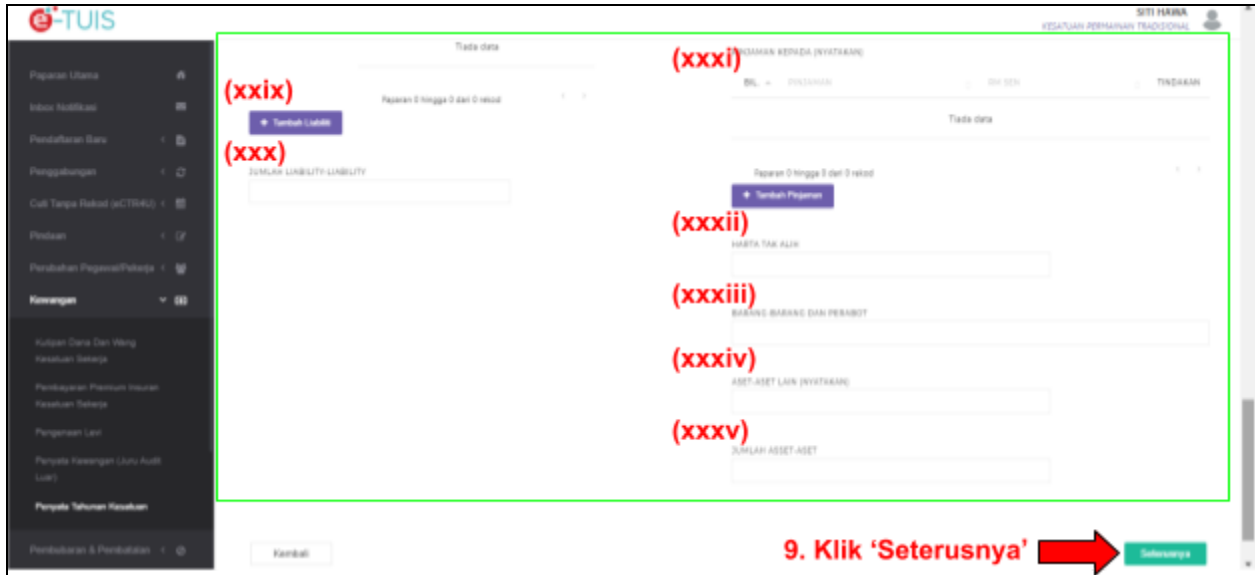 e-TUIS
SITI HAWA
KESATUAN PERMAINAN TRADISIONAL
Paparan Utama
Inbox Notifikasi
Pendaftaran Baru
Penggabungan
Cuti Tanpa Rekod (eCTR4U)
Pindaan
Perubahan Pegawai/Pekerja
Kewangan
Kutipan Dana Dan Wang
Kesatuan Sekerja
Pembayaran Premium Insuran
Kesatuan Sekerja
Pengenaan Levi
Penyata Kewangan (Juru Audit
Luar)
Penyata Tahunan Kesatuan
Pembubaran & Pembatalan
Tiada data
(xxix)
Paparan 0 hingga 0 dari 0 rekod
+ Tambah Liabiliti
(xxx)
JUMLAH LIABILITY-LIABILITY
(xxxi)
PINJAMAN KEPADA (NYATAKAN)
BIL. PINJAMAN RM SEN TINDAKAN
Tiada data
Paparan 0 hingga 0 dari 0 rekod
+ Tambah Pinjaman
(xxxii)
HARTA TAK ALIH
(xxxiii)
BARANG-BARANG DAN PERABOT
(xxxiv)
ASET-ASET LAIN (NYATAKAN)
(xxxv)
JUMLAH ASSET-ASET
Kembali
9. Klik ‘Seterusnya’
Seterusnya